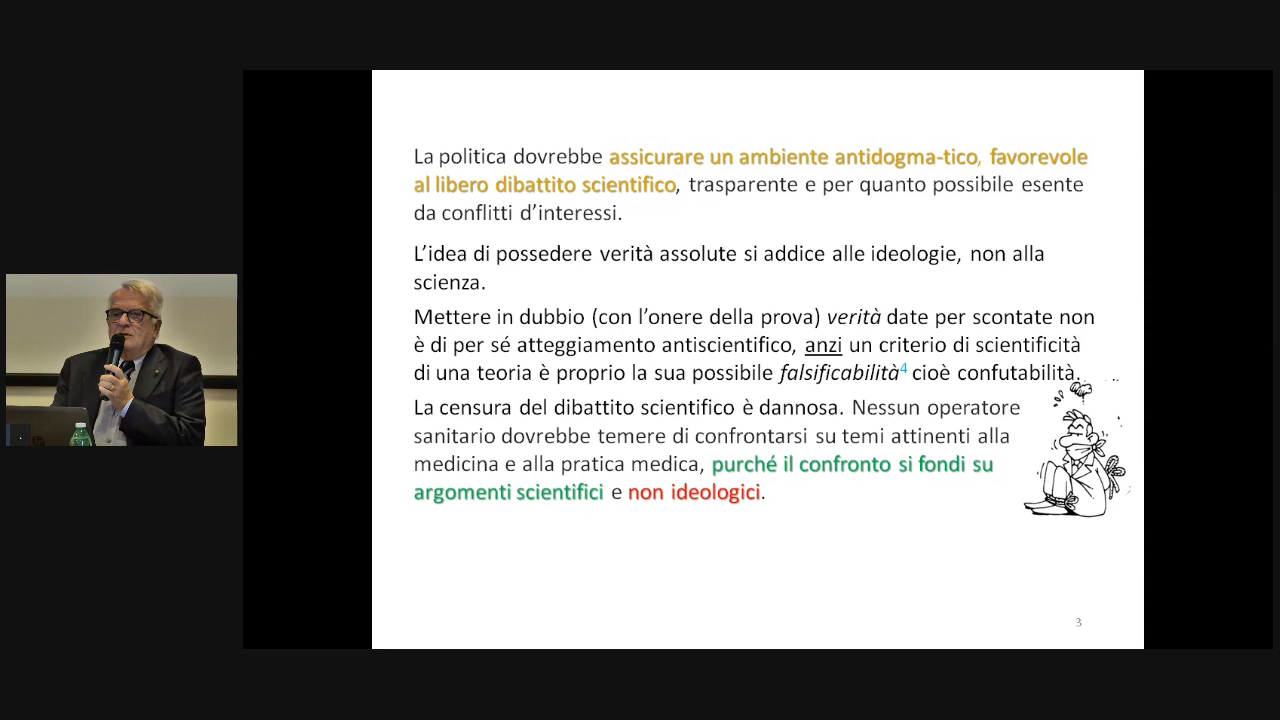 La politica dovrebbe assicurare un ambiente antidogma-tico, favorevole
al libero dibattito scientifico, trasparente e per quanto possibile esente
da conflitti d’interessi.
L’idea di possedere verità assolute si addice alle ideologie, non alla
scienza.
Mettere in dubbio (con l’onere della prova) verità date per scontate non
è di per sé atteggiamento antiscientifico, anzi un criterio di scientificità
di una teoria è proprio la sua possibile falsificabilità4 cioè confutabilità.
La censura del dibattito scientifico è dannosa. Nessun operatore
sanitario dovrebbe temere di confrontarsi su temi attinenti alla
medicina e alla pratica medica, purché il confronto si fondi su
argomenti scientifici e non ideologici.
3